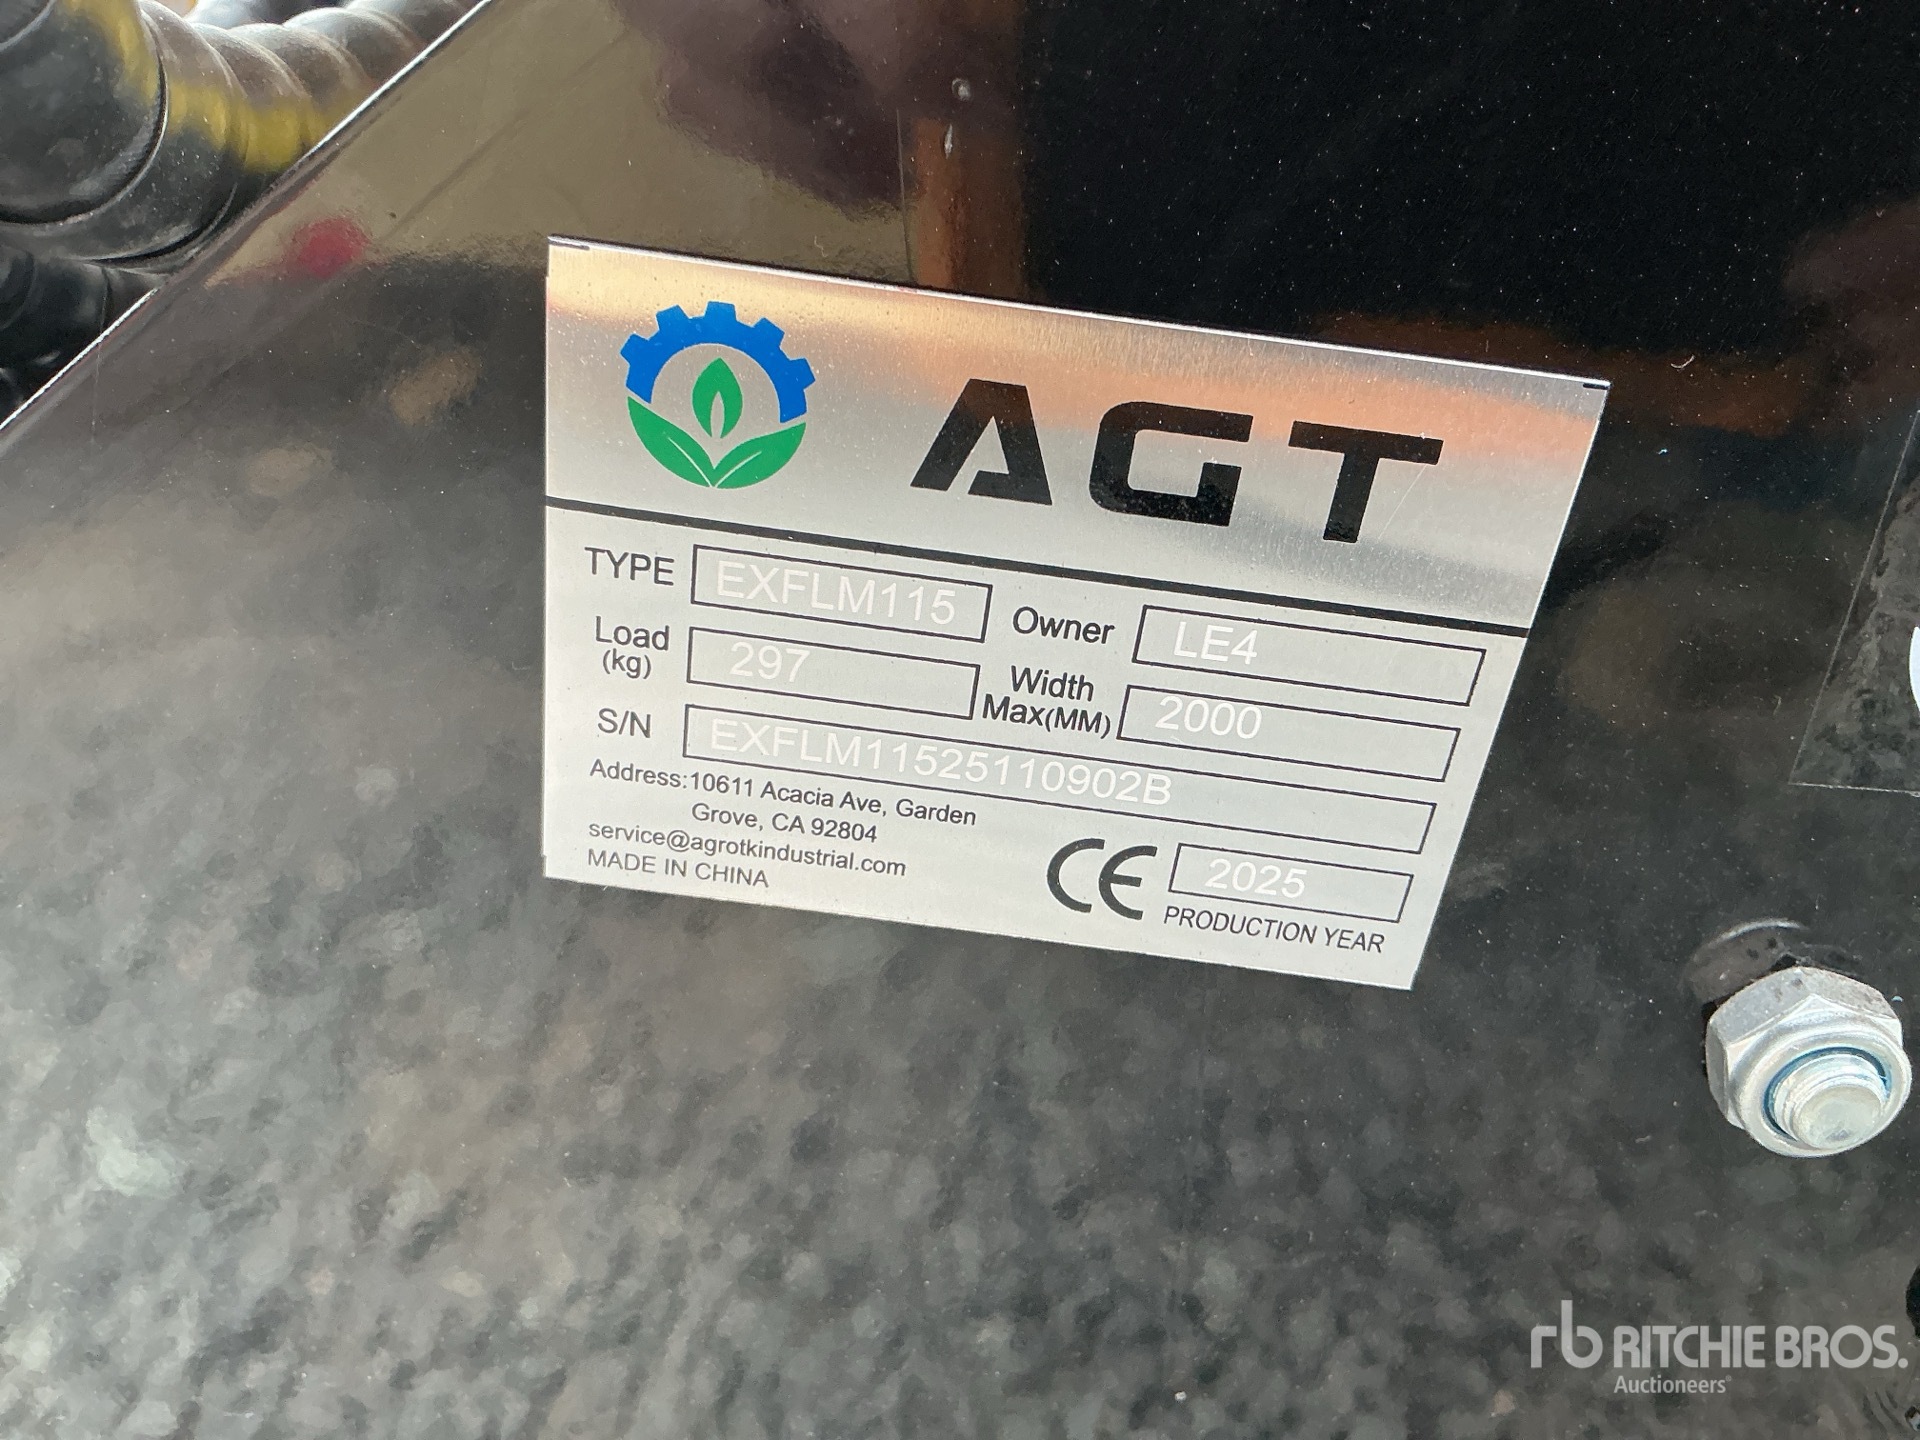 AGT
TYPE EXFLM115 Owner LE4
Load (kg) 297 Width Max(MM) 2000
S/N EXFLM11525110902B
Address:10611 Acacia Ave, Garden
Grove, CA 92804
service@agrotkindustrial.com
MADE IN CHINA
CE 2025
PRODUCTION YEAR
rb RITCHIE BROS.
Auctioneers